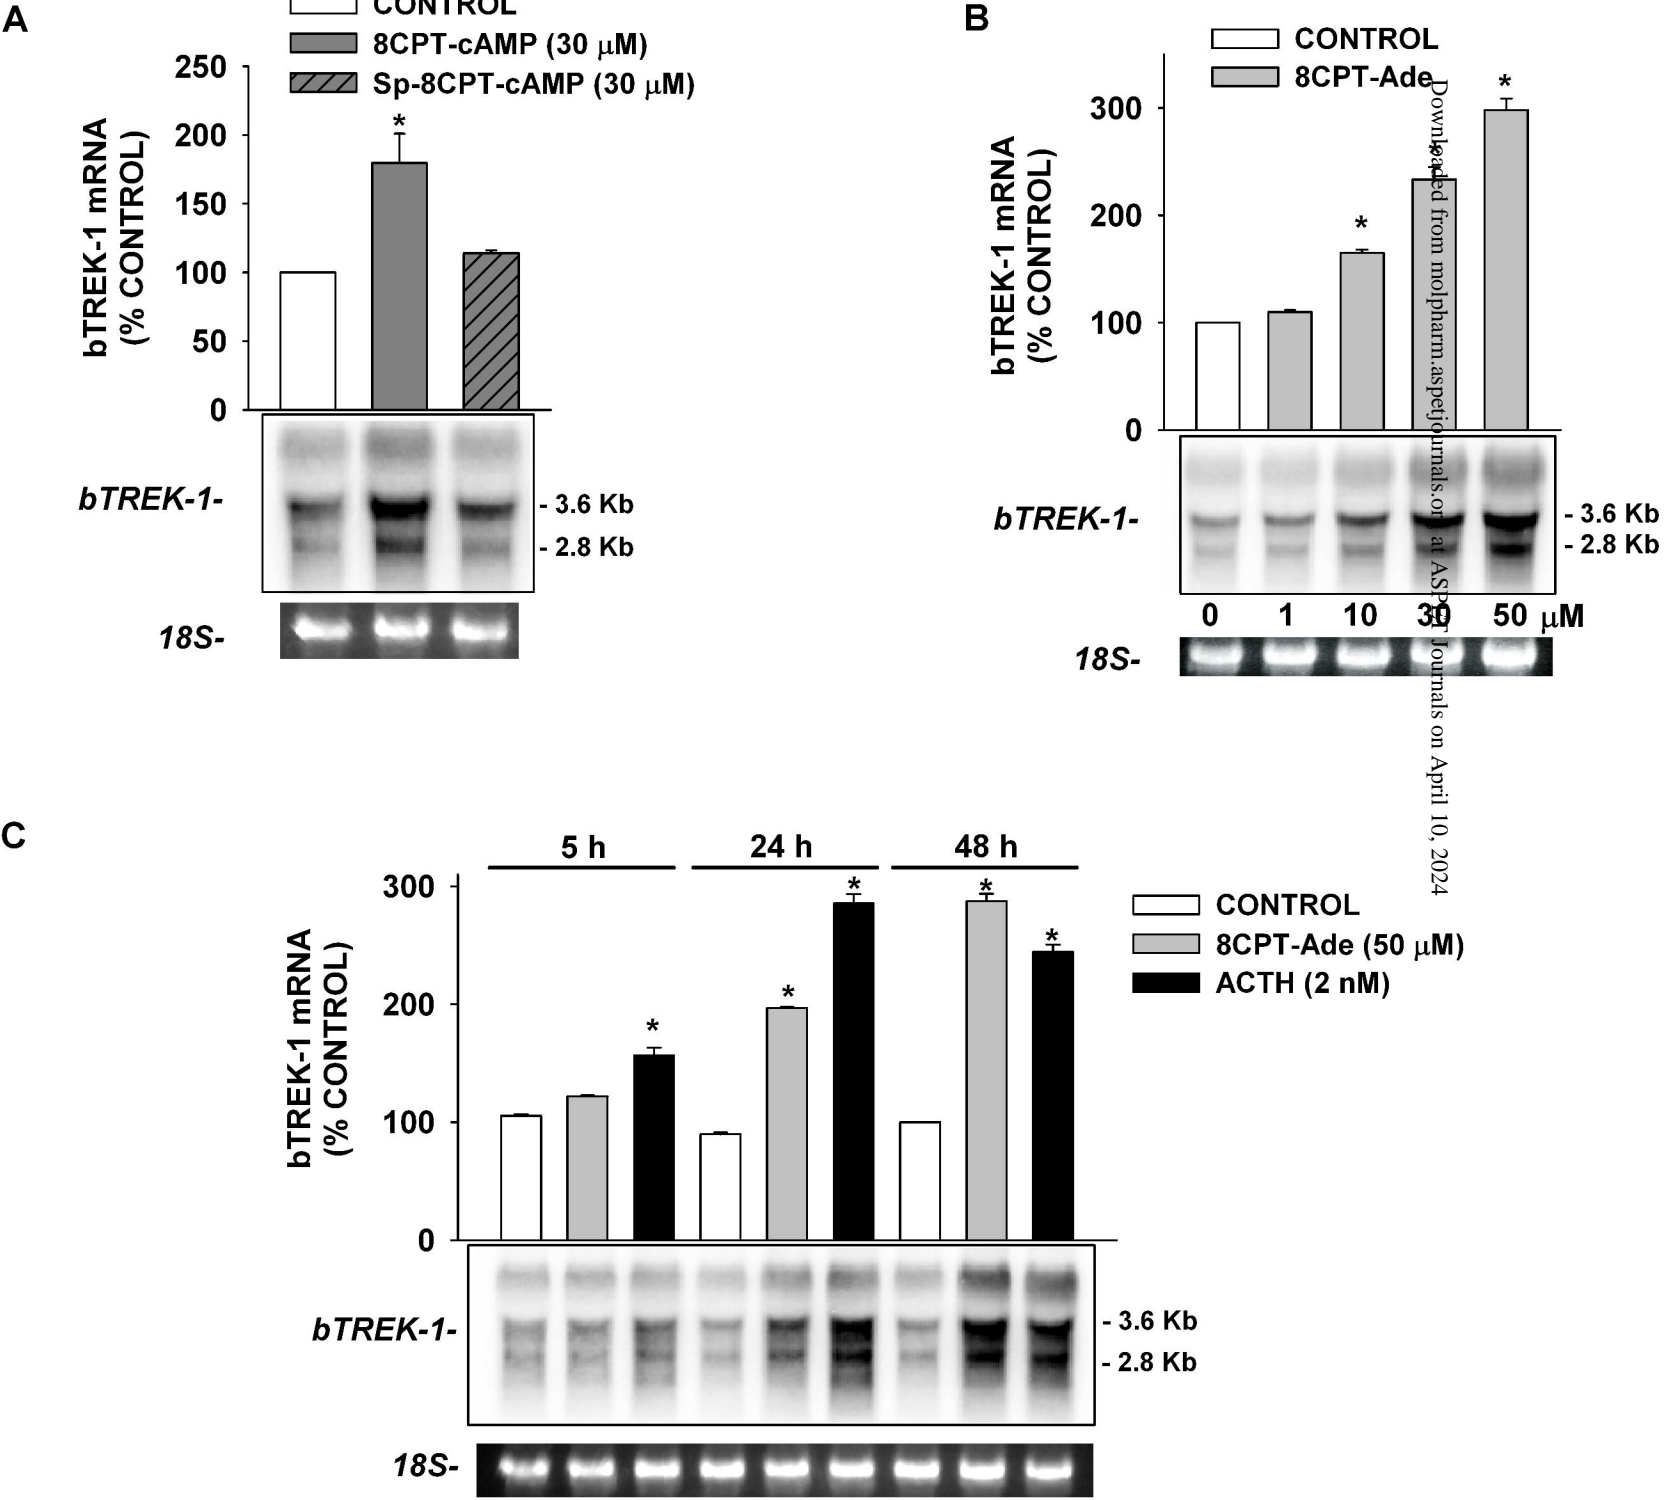 A
CONTROL
8CPT-cAMP (30 μM)
Sp-8CPT-cAMP (30 μM)
250
200
150
100
50
0
bTREK-1 mRNA
(% CONTROL)
*
bTREK-1-
- 3.6 Kb
- 2.8 Kb
18S-
B
CONTROL
8CPT-Ade
300
200
100
0
bTREK-1 mRNA
(% CONTROL)
*
*
*
bTREK-1-
- 3.6 Kb
- 2.8 Kb
0 1 10 30 50 μM
18S-
Downloaded from molpharm.aspetjournals.org at ASPET Journals on April 10, 2024
C
5 h 24 h 48 h
300
200
100
0
bTREK-1 mRNA
(% CONTROL)
*
*
*
*
*
CONTROL
8CPT-Ade (50 μM)
ACTH (2 nM)
bTREK-1-
- 3.6 Kb
- 2.8 Kb
18S-